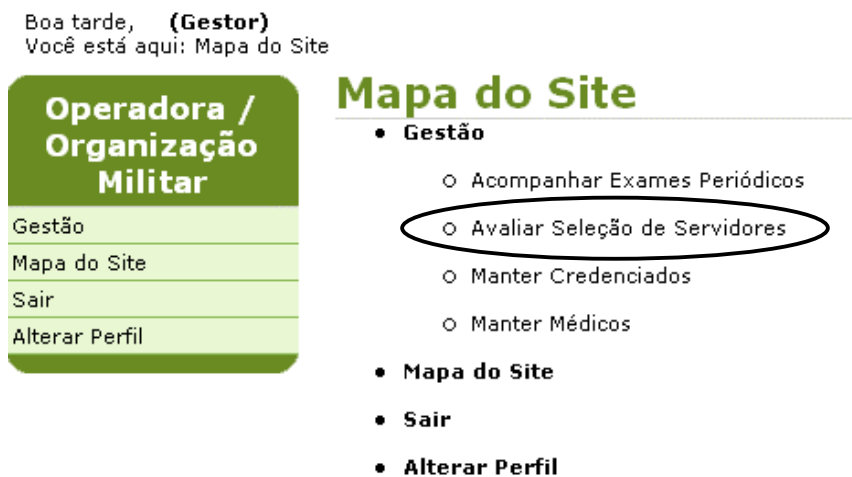 Boa tarde, (Gestor)
Você está aqui: Mapa do Site
Operadora /
Organização
Militar
Gestão
Mapa do Site
Sair
Alterar Perfil
Mapa do Site
Gestão
Acompanhar Exames Periódicos
Avaliar Seleção de Servidores
Manter Credenciados
Manter Médicos
Mapa do Site
Sair
Alterar Perfil